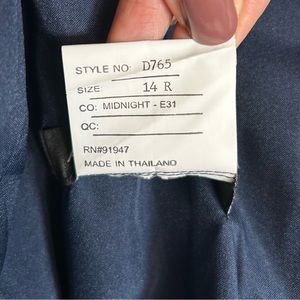 STYLE NO: D765
SIZE: 14 R
CO: MIDNIGHT - E31
QC:
RN#91947
MADE IN THAILAND